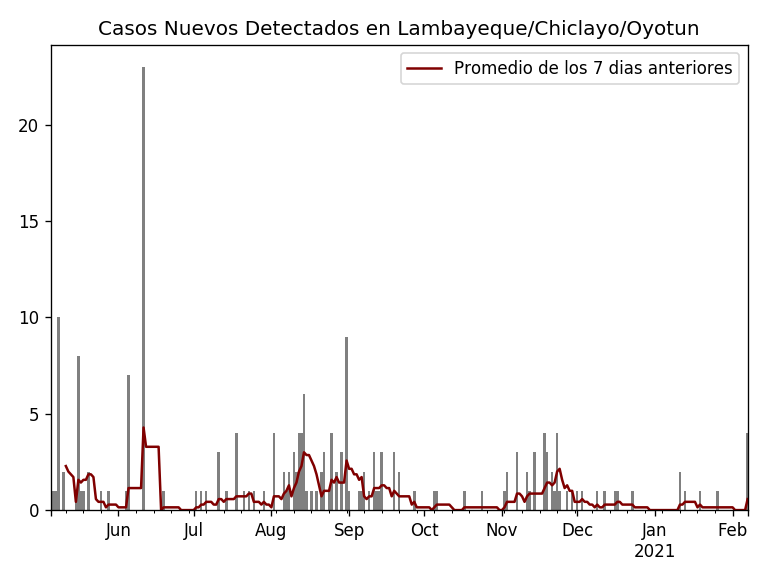 Casos Nuevos Detectados en Lambayeque/Chiclayo/Oyotun
Promedio de los 7 dias anteriores
20
15
10
5
0
Jun Jul Aug Sep Oct Nov Dec Jan Feb
2021